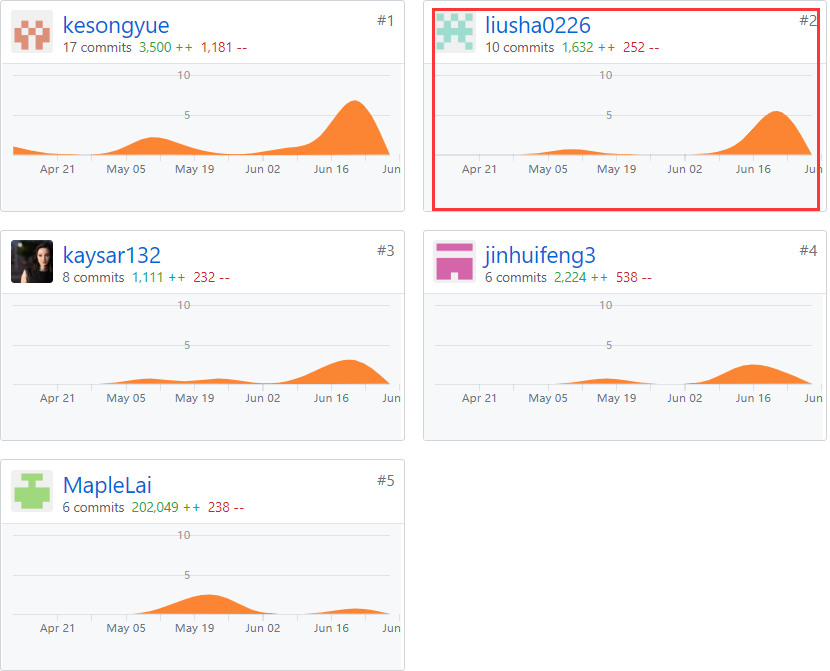 kesongyue #1
17 commits 3,500 ++ 1,181 --
10
5
Apr 21 May 05 May 19 Jun 02 Jun 16 Jun
liusha0226 #2
10 commits 1,632 ++ 252 --
10
5
Apr 21 May 05 May 19 Jun 02 Jun 16 Jun
kaysar132 #3
8 commits 1,111 ++ 232 --
10
5
Apr 21 May 05 May 19 Jun 02 Jun 16 Jun
jinhuifeng3 #4
6 commits 2,224 ++ 538 --
10
5
Apr 21 May 05 May 19 Jun 02 Jun 16 Jun
MapleLai #5
6 commits 202,049 ++ 238 --
10
5
Apr 21 May 05 May 19 Jun 02 Jun 16 Jun